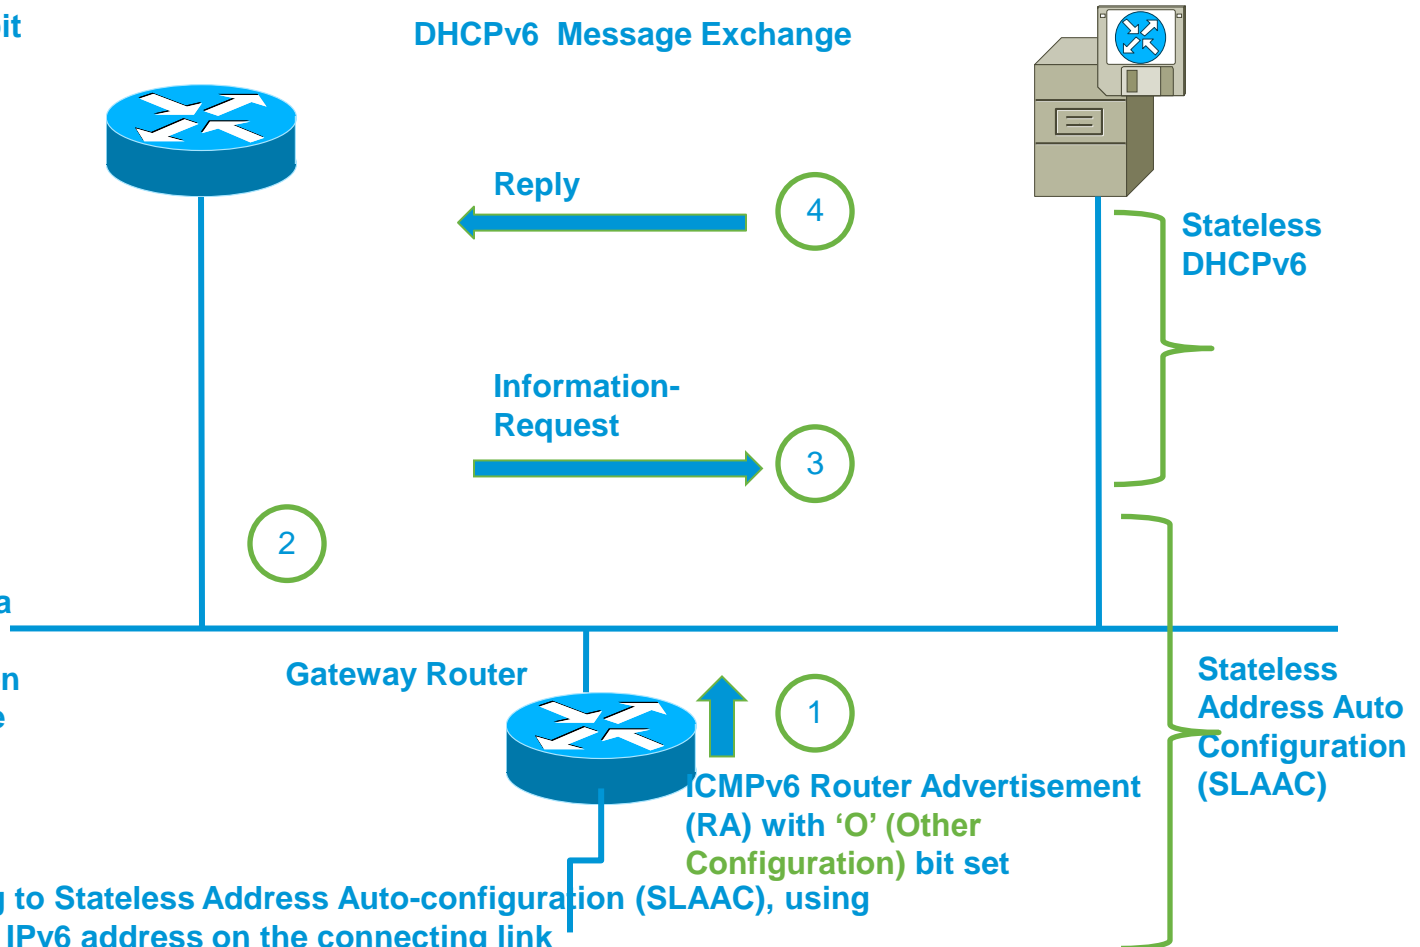 DHCPv6 Message Exchange
Reply
4
Stateless
DHCPv6
Information-
Request
3
2
a
Gateway Router
1
Stateless
Address Auto
Configuration
(SLAAC)
ICMPv6 Router Advertisement
(RA) with ‘O’ (Other
Configuration) bit set
to Stateless Address Auto-configuration (SLAAC), using
IPv6 address on the connecting link